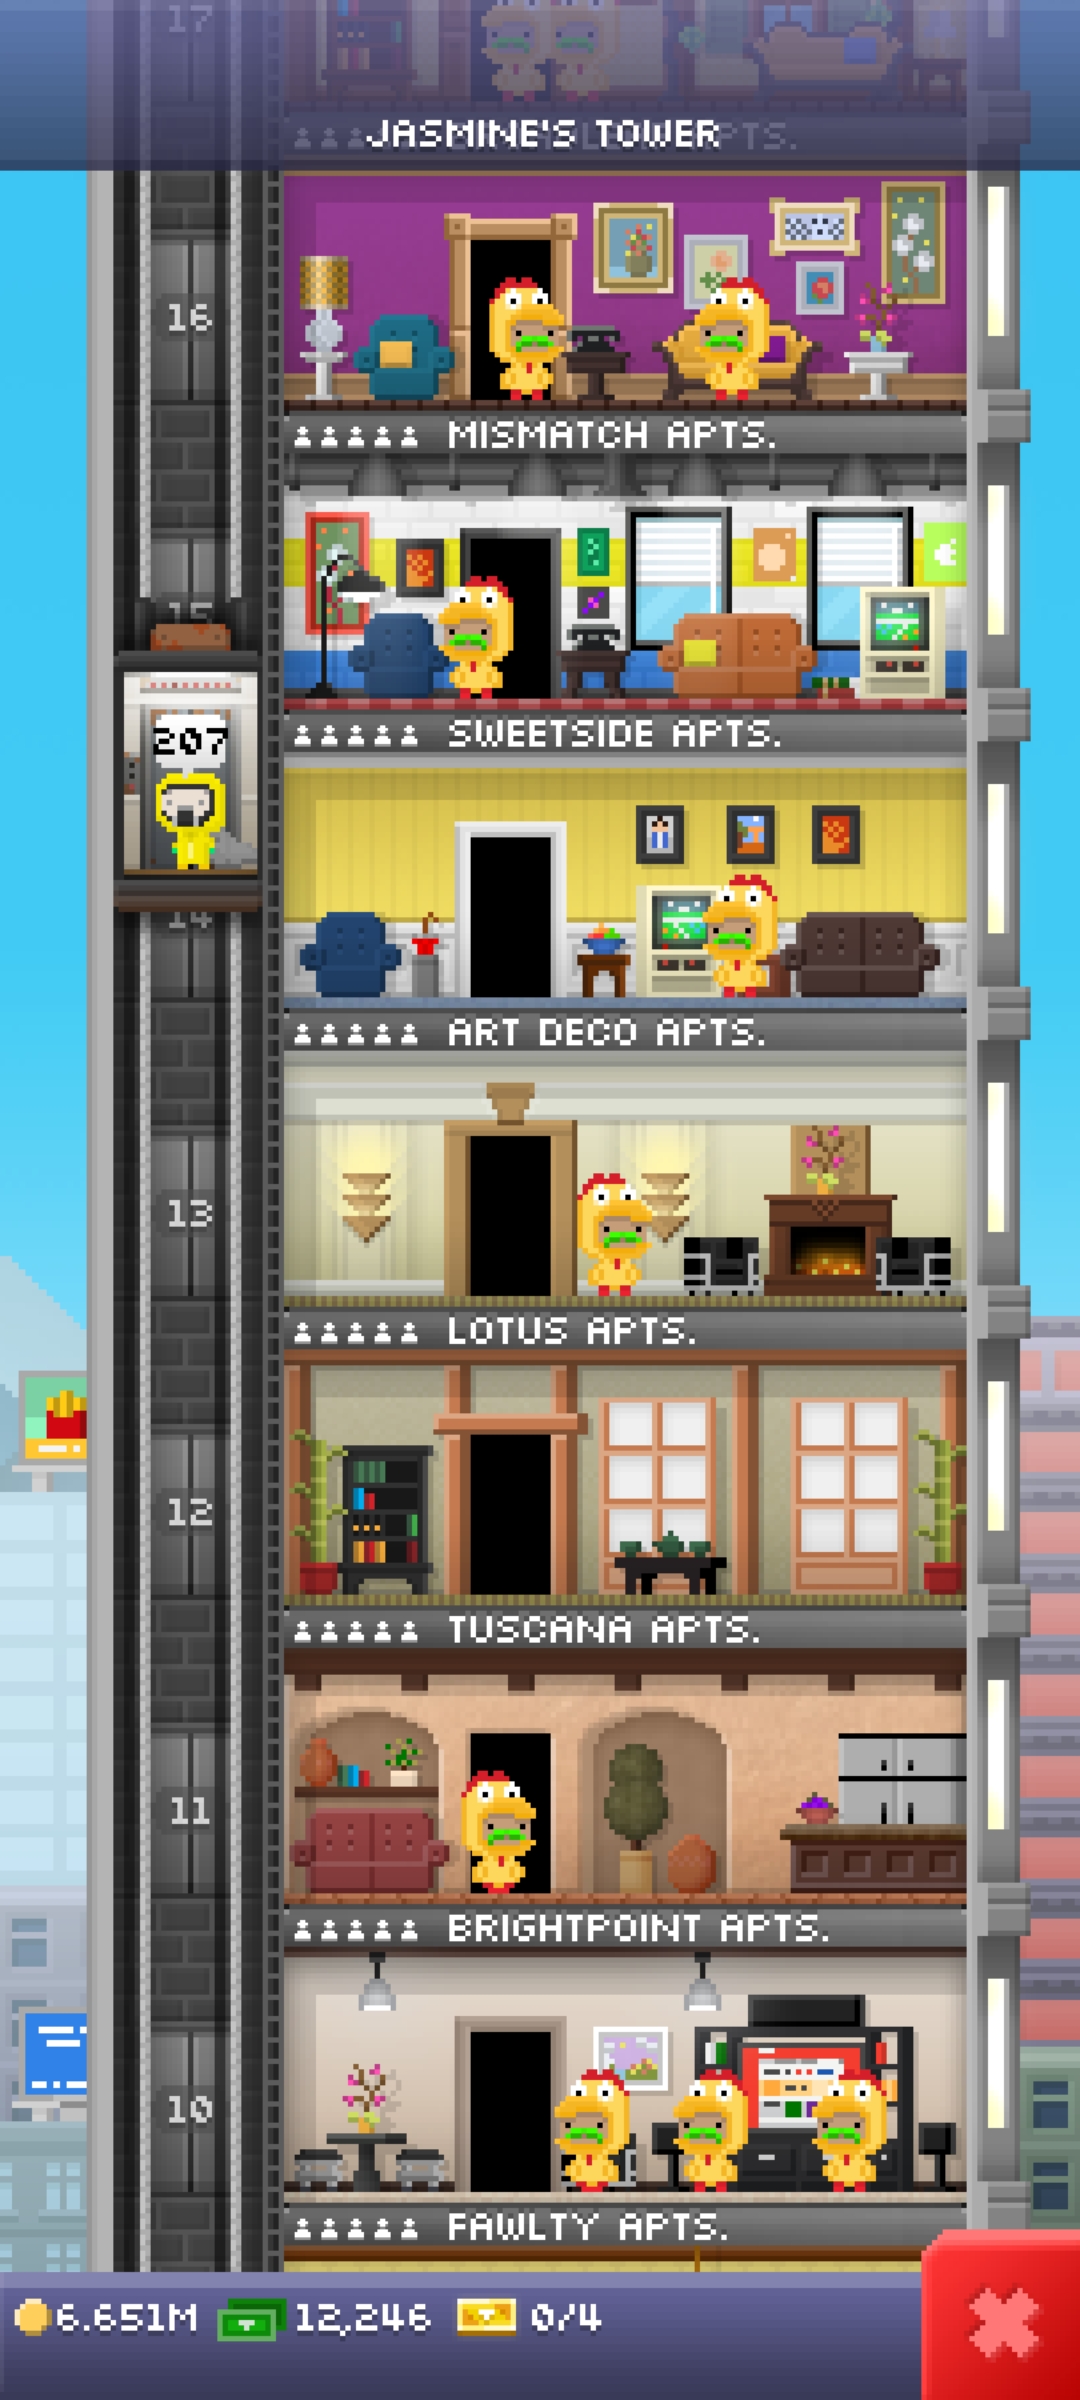 17
JASMINE'S TOWER
APTS.
16
MISMATCH APTS.
15
SWEETSIDE APTS.
207
14
ART DECO APTS.
13
LOTUS APTS.
12
TUSCANA APTS.
11
BRIGHTPOINT APTS.
10
FAWLTY APTS.
6.651M 12,246 0/4